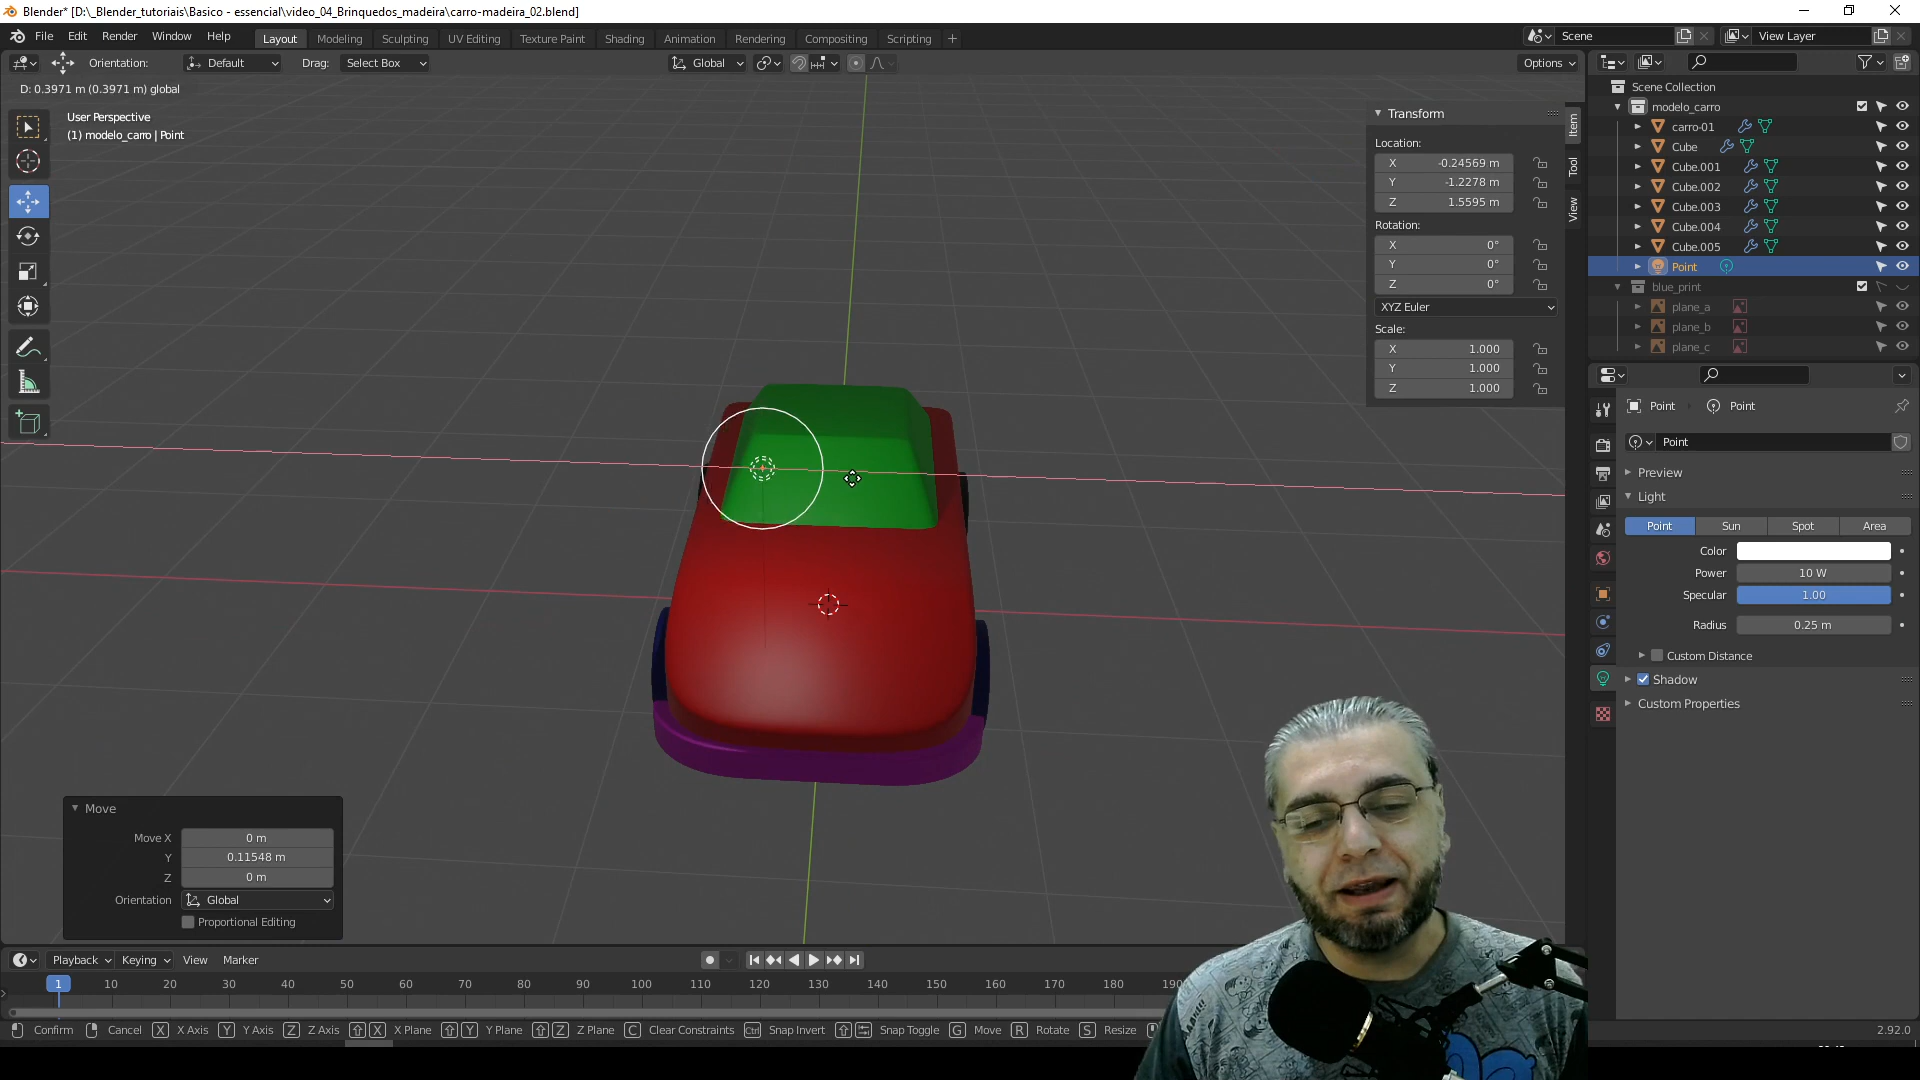 Blender* [D:\_Blender_tutoriais\Basico - essencial\video_04_Brinquedos_madeira\carro-madeira_02.blend]
File Edit Render Window Help
Layout Modeling Sculpting UV Editing Texture Paint Shading Animation Rendering Compositing Scripting +
Scene
View Layer
Orientation: Default Drag: Select Box
Global
Options
D: 0.3971 m (0.3971 m) global
User Perspective
(1) modelo_carro | Point
Transform
Location:
X -0.24569 m
Y -1.2278 m
Z 1.5595 m
Rotation:
X 0°
Y 0°
Z 0°
XYZ Euler
Scale:
X 1.000
Y 1.000
Z 1.000
Item
Tool
View
Scene Collection
modelo_carro
carro-01
Cube
Cube.001
Cube.002
Cube.003
Cube.004
Cube.005
Point
blue_print
plane_a
plane_b
plane_c
Point Point
Point
Preview
Light
Point Sun Spot Area
Color
Power 10 W
Specular 1.00
Radius 0.25 m
Custom Distance
Shadow
Custom Properties
Move
Move X 0 m
Y 0.11548 m
Z 0 m
Orientation Global
Proportional Editing
Playback Keying View Marker
1 10 20 30 40 50 60 70 80 90 100 110 120 130 140 150 160 170 180
Confirm Cancel X X Axis Y Y Axis Z Z Axis X X Plane Y Y Plane Z Z Plane C Clear Constraints Ctrl Snap Invert Snap Toggle G Move R Rotate S Resize
2.92.0